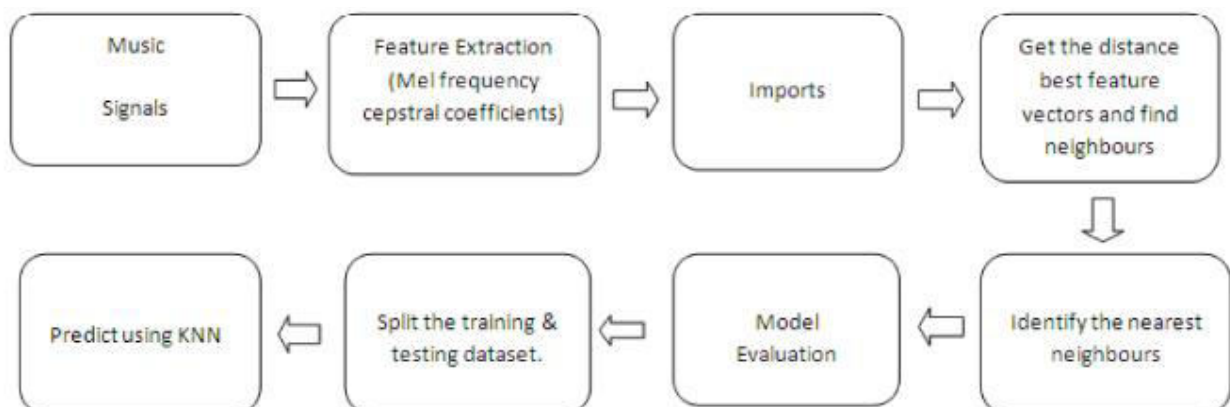 Music
Signals
Feature Extraction
(Mel frequency
cepstral coefficients)
Imports
Get the distance
best feature
vectors and find
neighbours
Identify the nearest
neighbours
Model
Evaluation
Split the training &
testing dataset.
Predict using KNN